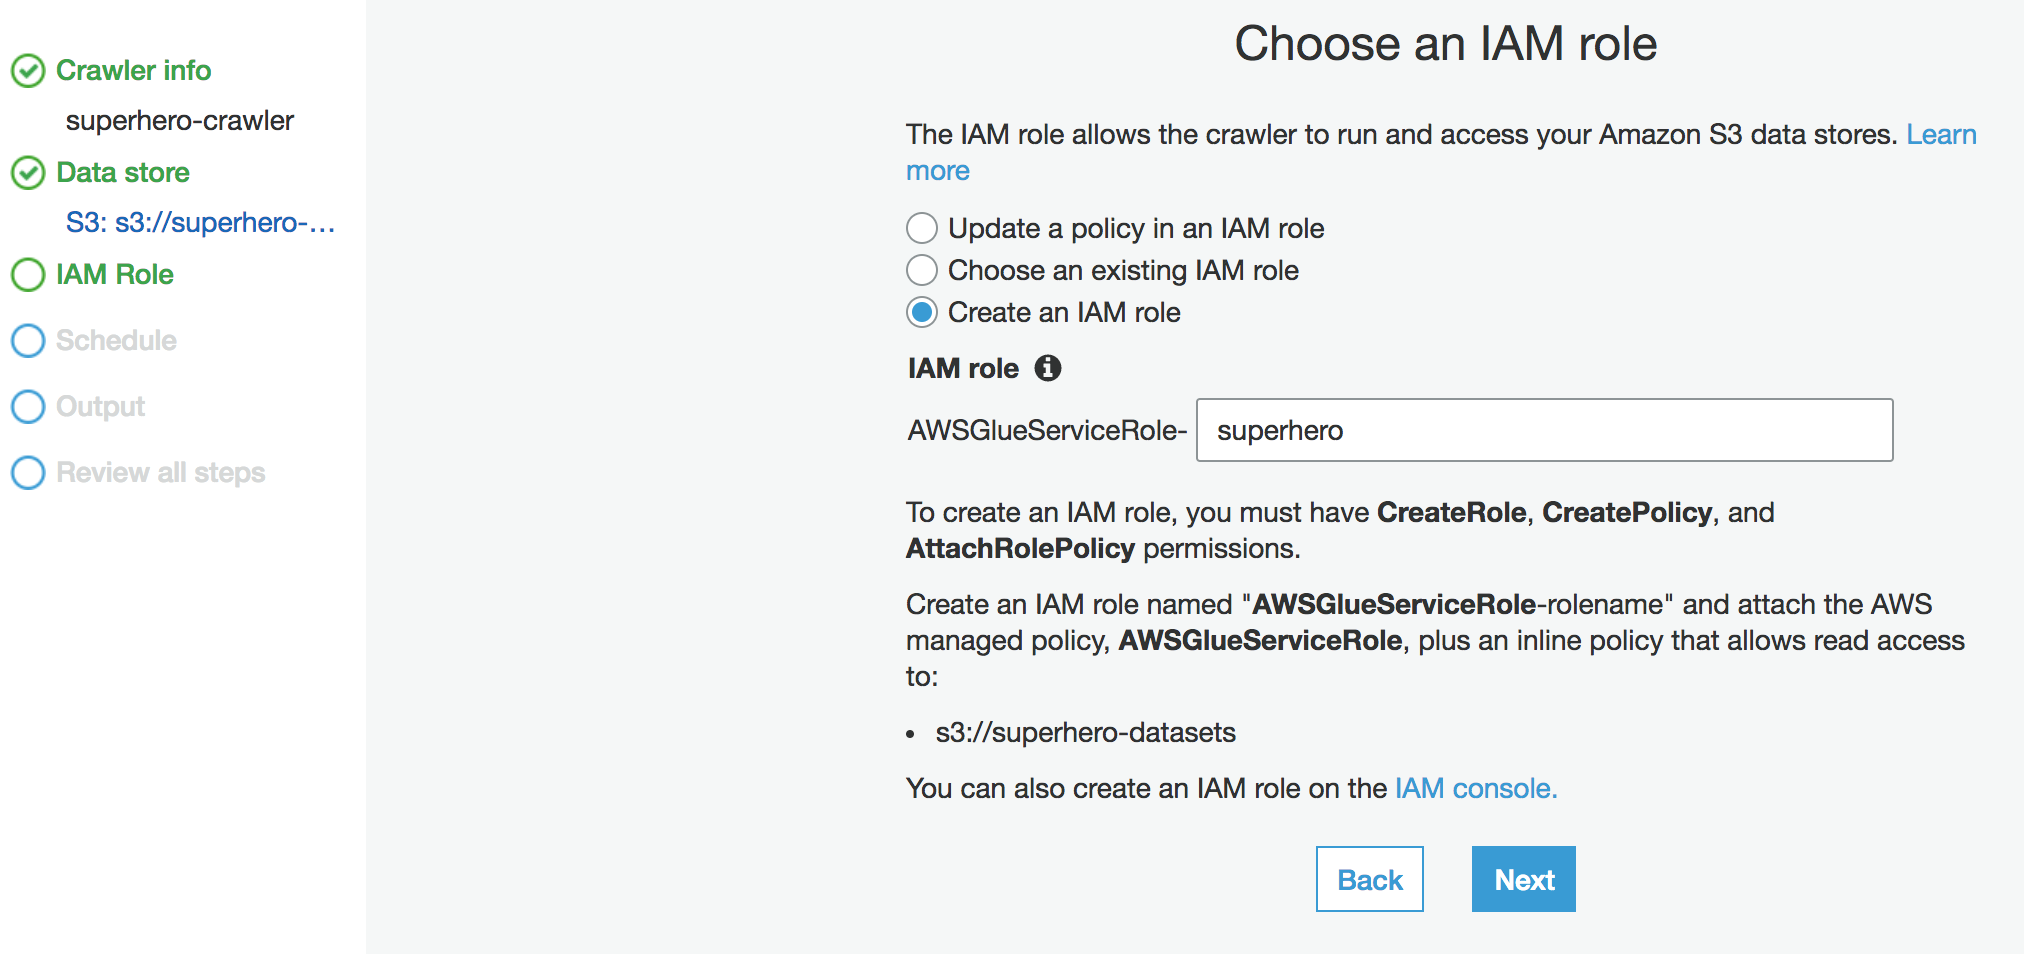 Crawler info
superhero-crawler
Data store
S3: s3://superhero-...
IAM Role
Schedule
Output
Review all steps
Choose an IAM role
The IAM role allows the crawler to run and access your Amazon S3 data stores. Learn
more
Update a policy in an IAM role
Choose an existing IAM role
Create an IAM role
IAM role
AWSGlueServiceRole- superhero
To create an IAM role, you must have CreateRole, CreatePolicy, and
AttachRolePolicy permissions.
Create an IAM role named "AWSGlueServiceRole-rolename" and attach the AWS
managed policy, AWSGlueServiceRole, plus an inline policy that allows read access
to:
• s3://superhero-datasets
You can also create an IAM role on the IAM console.
Back Next